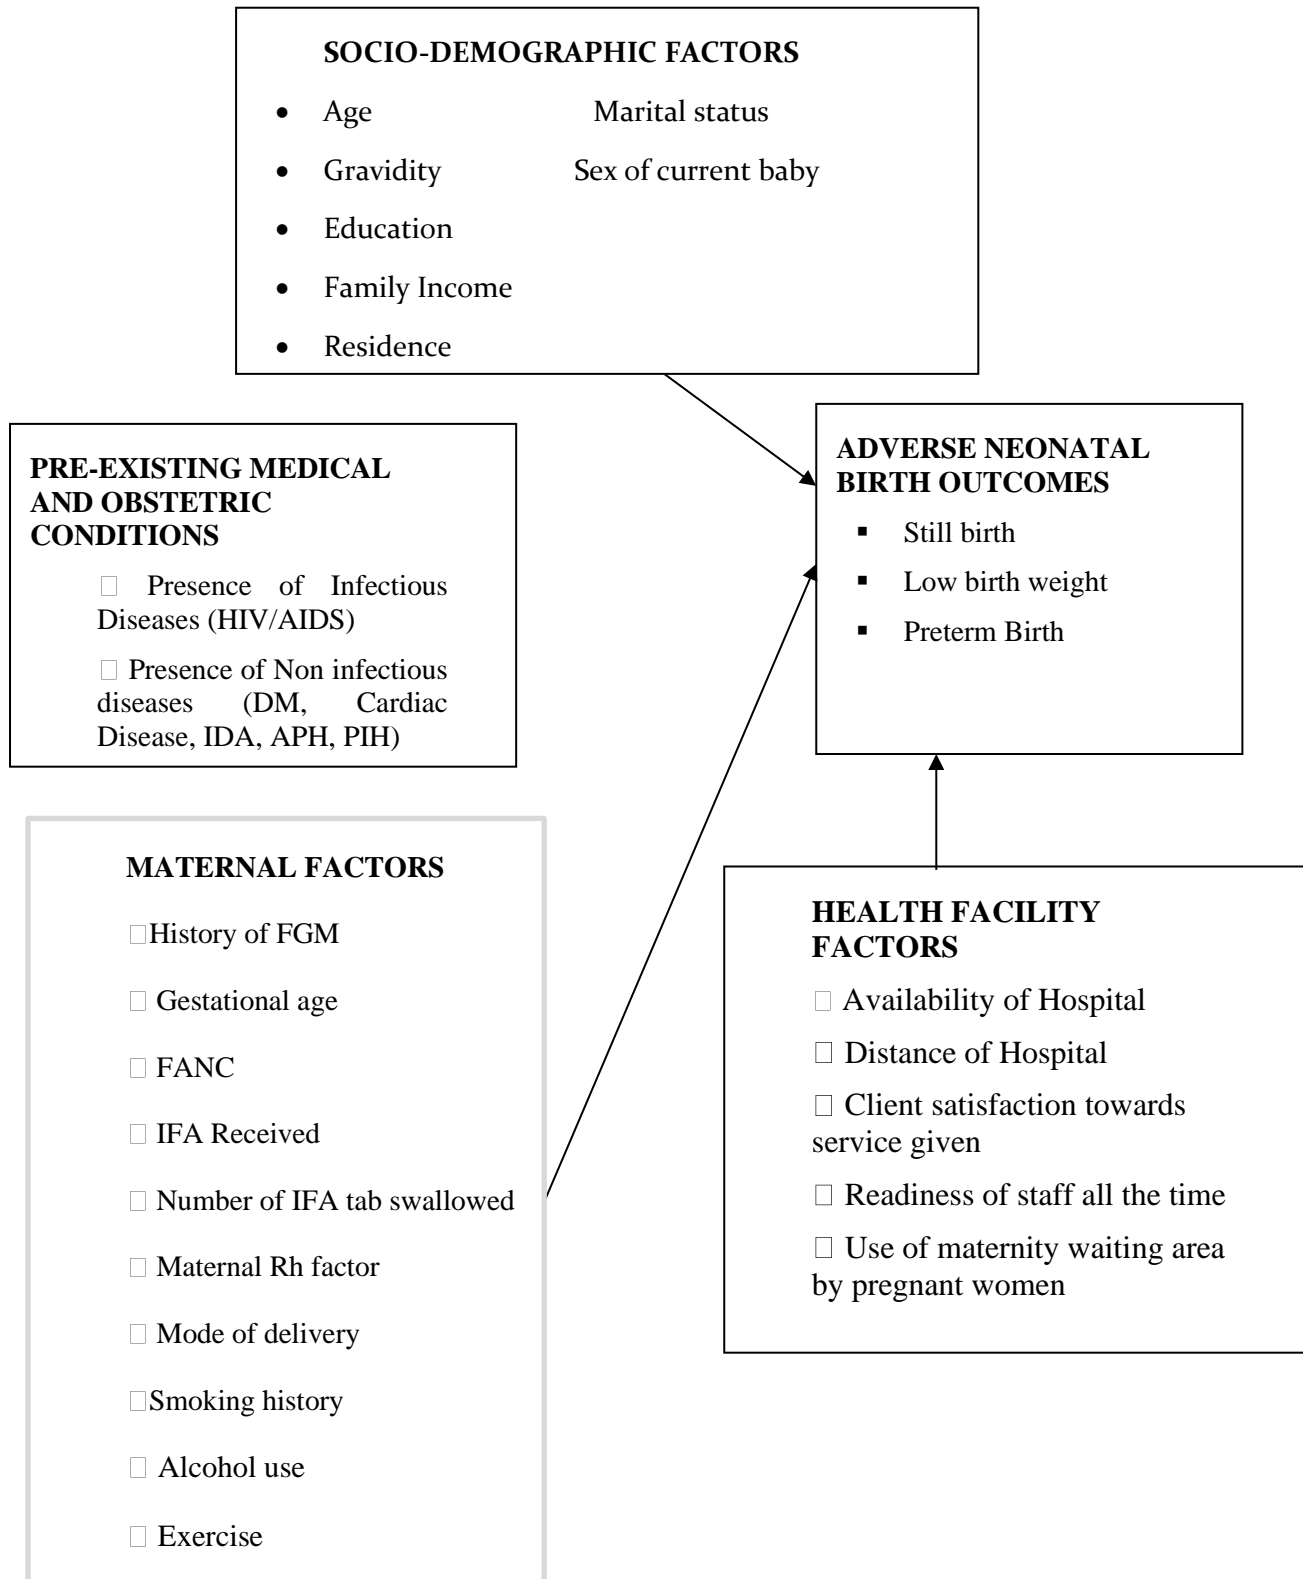 SOCIO-DEMOGRAPHIC FACTORS
• Age Marital status
• Gravidity Sex of current baby
• Education
• Family Income
• Residence
PRE-EXISTING MEDICAL
AND OBSTETRIC
CONDITIONS
□ Presence of Infectious
Diseases (HIV/AIDS)
□ Presence of Non infectious
diseases (DM, Cardiac
Disease, IDA, APH, PIH)
ADVERSE NEONATAL
BIRTH OUTCOMES
▪ Still birth
▪ Low birth weight
▪ Preterm Birth
MATERNAL FACTORS
□History of FGM
□ Gestational age
□ FANC
□ IFA Received
□ Number of IFA tab swallowed
□ Maternal Rh factor
□ Mode of delivery
□Smoking history
□ Alcohol use
□ Exercise
HEALTH FACILITY
FACTORS
□ Availability of Hospital
□ Distance of Hospital
□ Client satisfaction towards
service given
□ Readiness of staff all the time
□ Use of maternity waiting area
by pregnant women